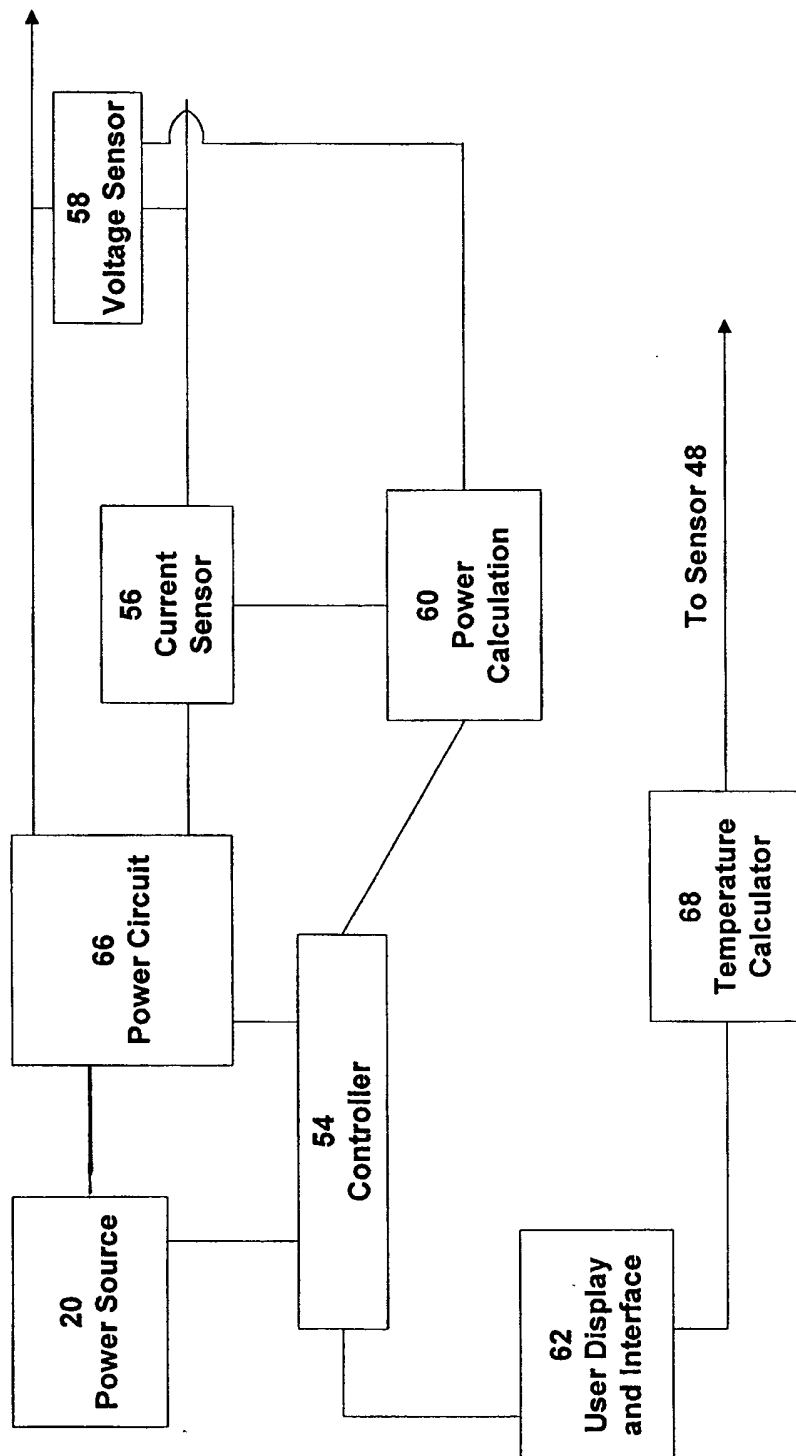 20
Power Source
66
Power Circuit
58
Voltage Sensor
56
Current
Sensor
54
Controller
60
Power
Calculation
62
User Display
and Interface
68
Temperature
Calculator
To Sensor 48